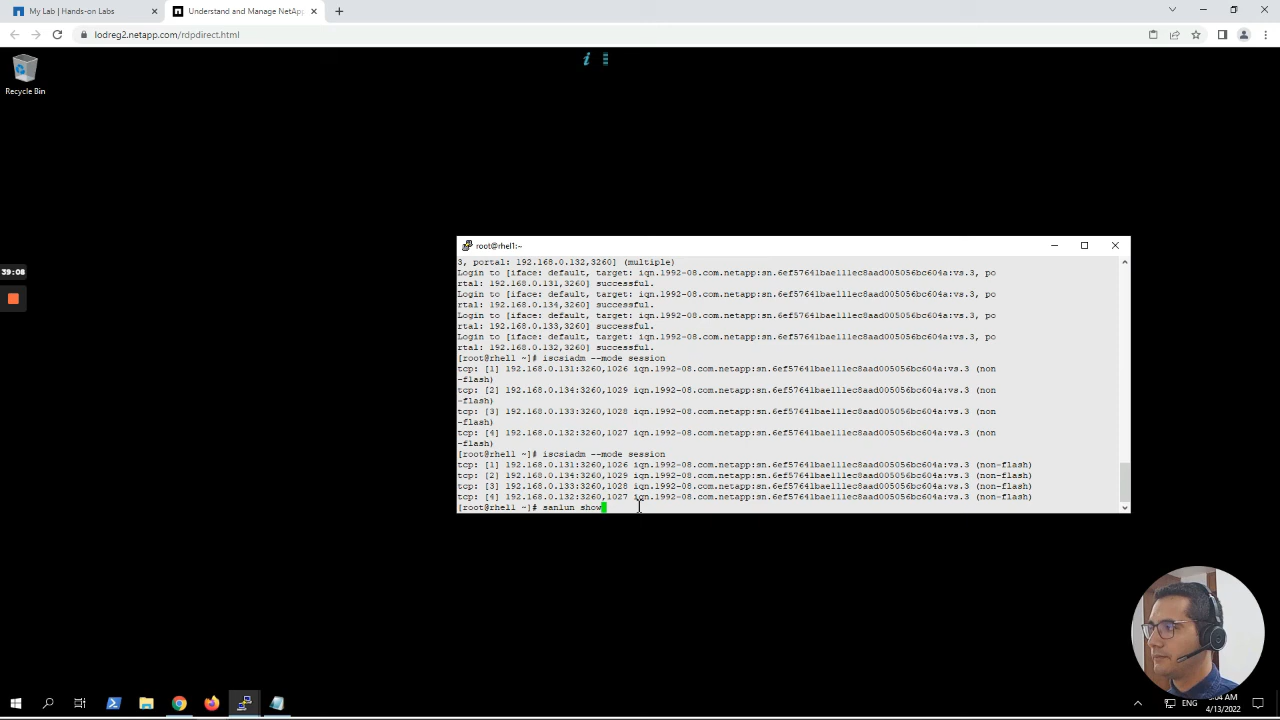 My Lab | Hands-on Labs
Understand and Manage NetApp
lodreg2.netapp.com/rdpdirect.html
Recycle Bin
39:08
root@rhel1:~
3, portal: 192.168.0.132,3260] (multiple)
Login to [iface: default, target: iqn.1992-08.com.netapp:sn.6ef57641bae111ec8aad005056bc604a:vs.3, po
rtal: 192.168.0.131,3260] successful.
Login to [iface: default, target: iqn.1992-08.com.netapp:sn.6ef57641bae111ec8aad005056bc604a:vs.3, po
rtal: 192.168.0.134,3260] successful.
Login to [iface: default, target: iqn.1992-08.com.netapp:sn.6ef57641bae111ec8aad005056bc604a:vs.3, po
rtal: 192.168.0.133,3260] successful.
Login to [iface: default, target: iqn.1992-08.com.netapp:sn.6ef57641bae111ec8aad005056bc604a:vs.3, po
rtal: 192.168.0.132,3260] successful.
[root@rhel1 ~]# iscsiadm --mode session
tcp: [1] 192.168.0.131:3260,1026 iqn.1992-08.com.netapp:sn.6ef57641bae111ec8aad005056bc604a:vs.3 (non
-flash)
tcp: [2] 192.168.0.134:3260,1029 iqn.1992-08.com.netapp:sn.6ef57641bae111ec8aad005056bc604a:vs.3 (non
-flash)
tcp: [3] 192.168.0.133:3260,1028 iqn.1992-08.com.netapp:sn.6ef57641bae111ec8aad005056bc604a:vs.3 (non
-flash)
tcp: [4] 192.168.0.132:3260,1027 iqn.1992-08.com.netapp:sn.6ef57641bae111ec8aad005056bc604a:vs.3 (non
-flash)
[root@rhel1 ~]# iscsiadm --mode session
tcp: [1] 192.168.0.131:3260,1026 iqn.1992-08.com.netapp:sn.6ef57641bae111ec8aad005056bc604a:vs.3 (non-flash)
tcp: [2] 192.168.0.134:3260,1029 iqn.1992-08.com.netapp:sn.6ef57641bae111ec8aad005056bc604a:vs.3 (non-flash)
tcp: [3] 192.168.0.133:3260,1028 iqn.1992-08.com.netapp:sn.6ef57641bae111ec8aad005056bc604a:vs.3 (non-flash)
tcp: [4] 192.168.0.132:3260,1027 iqn.1992-08.com.netapp:sn.6ef57641bae111ec8aad005056bc604a:vs.3 (non-flash)
[root@rhel1 ~]# sanlun show
ENG
:04 AM
4/13/2022